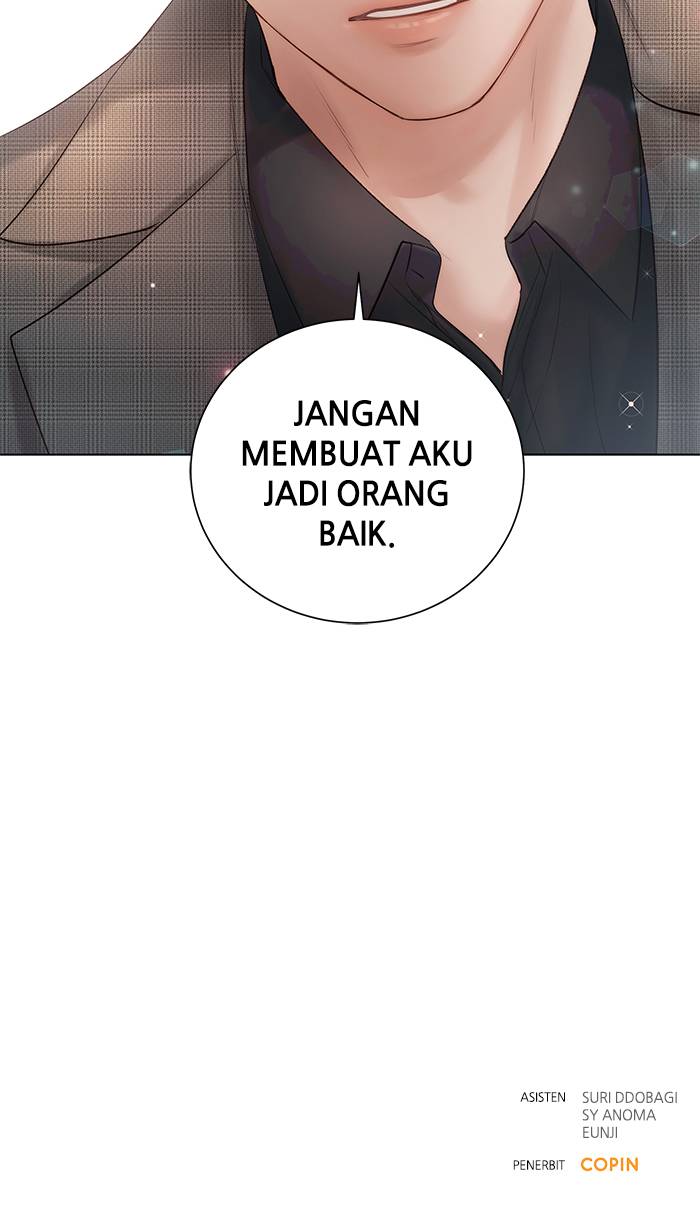 JANGAN
MEMBUAT AKU
JADI ORANG
BAIK.
ASISTEN SURI DDOBAGI
SY ANOMA
EUNJI
PENERBIT COPIN